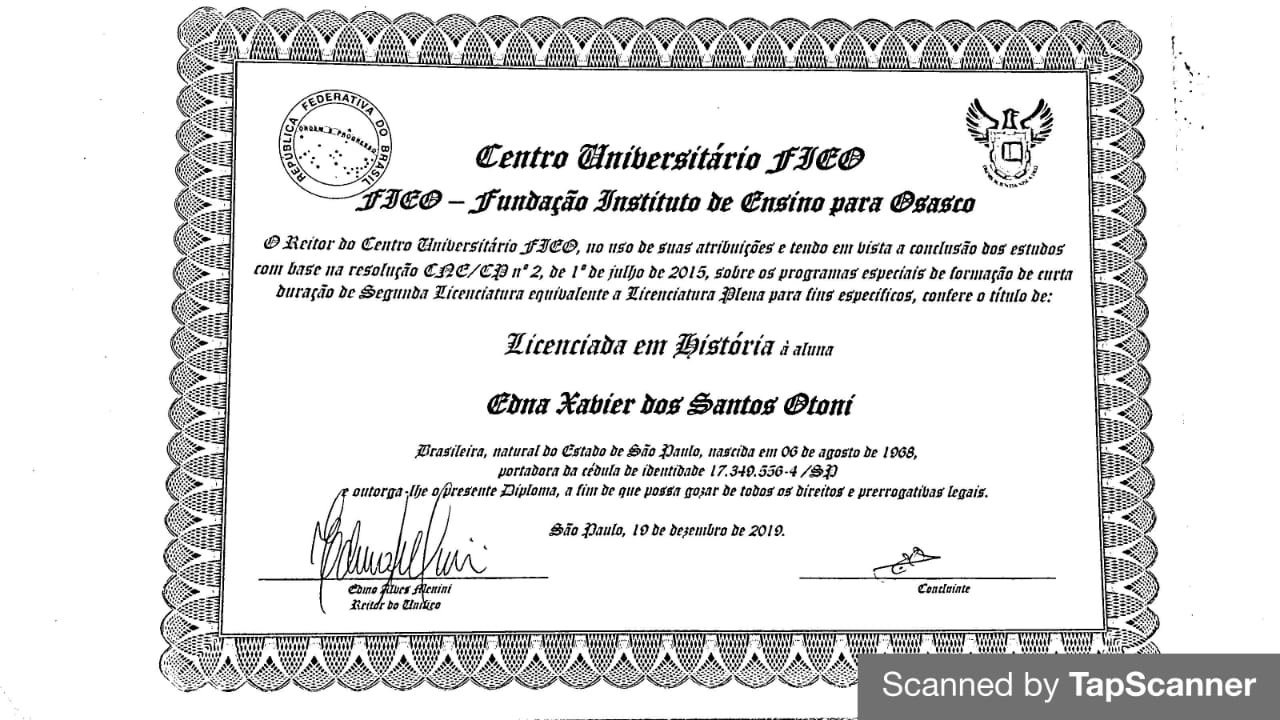 REPÚBLICA FEDERATIVA DO BRASIL
ORDEM E PROGRESSO
Centro Universitário FIEO
FIEO – Fundação Instituto de Ensino para Osasco
O Reitor do Centro Universitário FIEO, no uso de suas atribuições e tendo em vista a conclusão dos estudos
com base na resolução CNE/CP nº 2, de 1º de julho de 2015, sobre os programas especiais de formação de curta
duração de Segunda Licenciatura equivalente a Licenciatura Plena para fins específicos, confere o título de:
Licenciada em História à aluna
Edna Xavier dos Santos Otoni
Brasileira, natural do Estado de São Paulo, nascida em 06 de agosto de 1968,
portadora da cédula de identidade 17.349.556-4 /SP
e outorga-lhe o presente Diploma, a fim de que possa gozar de todos os direitos e prerrogativas legais.
São Paulo, 19 de dezembro de 2019.
Edmo Alves Menini
Reitor do Unifieo
Concluinte
Scanned by TapScanner